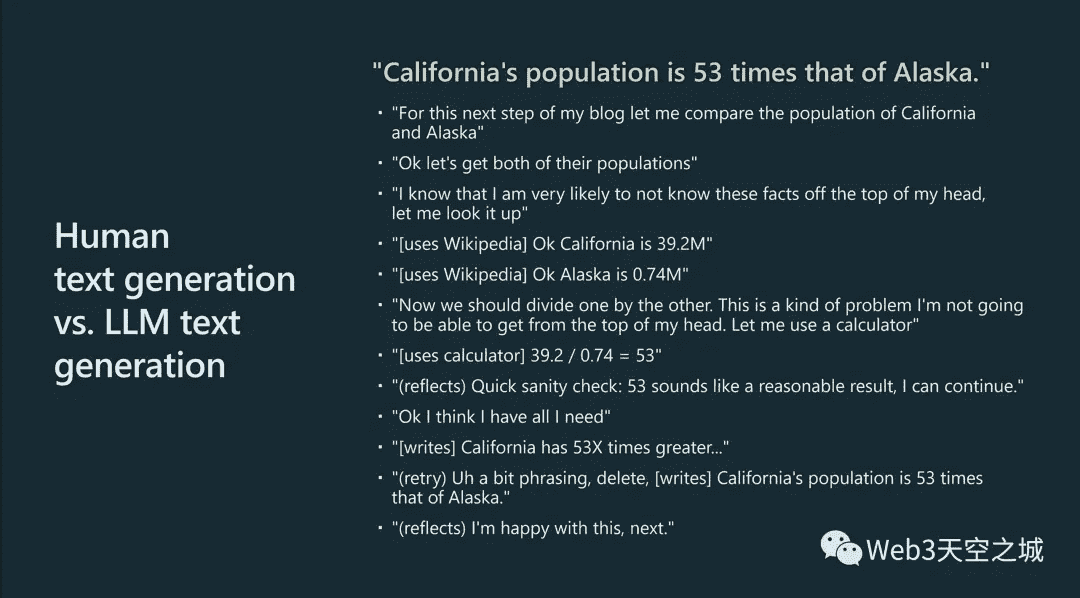 Human
text generation
vs. LLM text
generation
"California's population is 53 times that of Alaska."
· "For this next step of my blog let me compare the population of California
and Alaska"
· "Ok let's get both of their populations"
· "I know that I am very likely to not know these facts off the top of my head,
let me look it up"
· "[uses Wikipedia] Ok California is 39.2M"
· "[uses Wikipedia] Ok Alaska is 0.74M"
· "Now we should divide one by the other. This is a kind of problem I'm not going
to be able to get from the top of my head. Let me use a calculator"
· "[uses calculator] 39.2 / 0.74 = 53"
· "(reflects) Quick sanity check: 53 sounds like a reasonable result, I can continue."
· "Ok I think I have all I need"
· "[writes] California has 53X times greater..."
· "(retry) Uh a bit phrasing, delete, [writes] California's population is 53 times
that of Alaska."
· "(reflects) I'm happy with this, next."
Web3天空之城